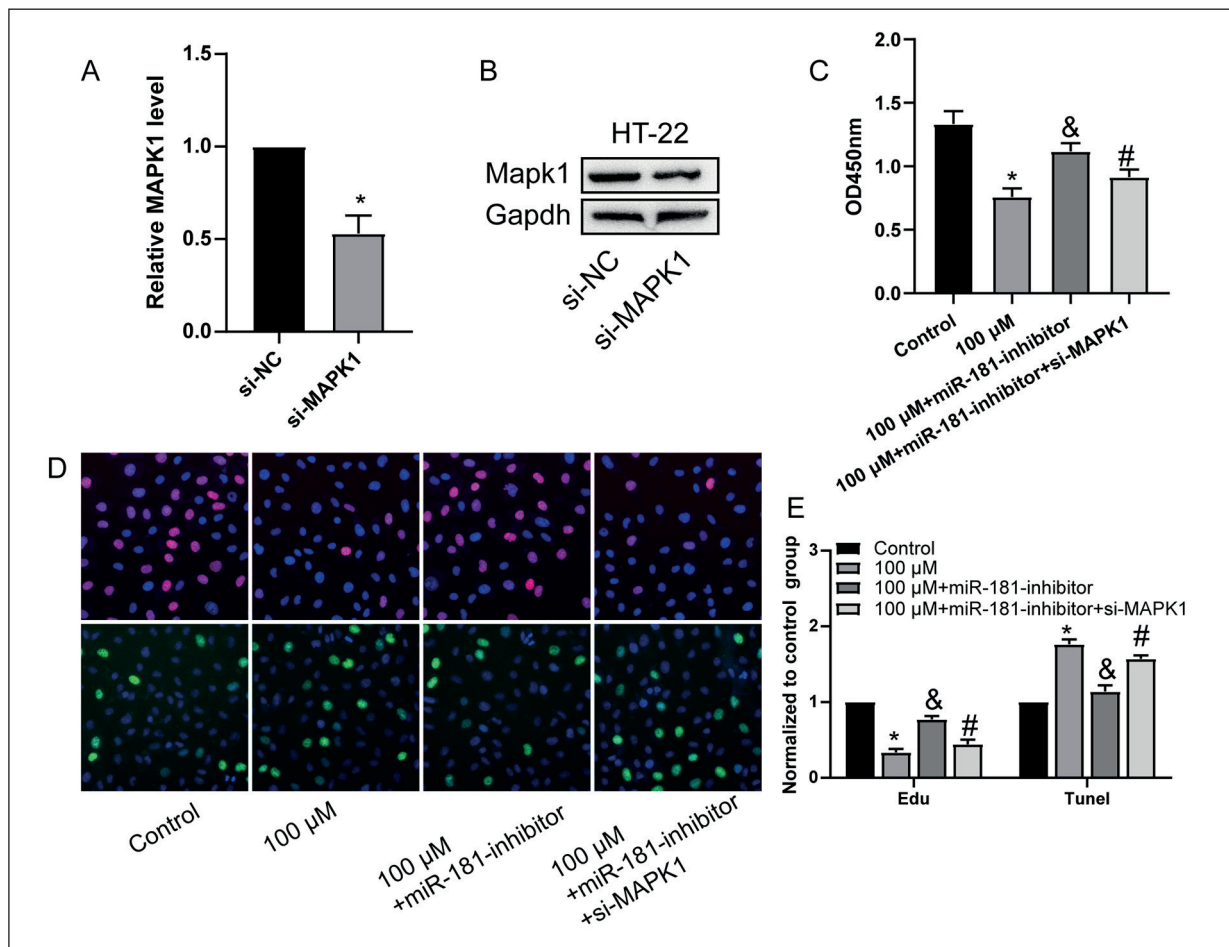 A
Relative MAPK1 level
1.5
1.0
0.5
0.0
*
si-NC
si-MAPK1
B
HT-22
Mapk1
Gapdh
si-NC
si-MAPK1
C
OD450nm
2.0
1.5
1.0
0.5
0.0
*
&
#
Control
100 µM
100 µM+miR-181-inhibitor
100 µM+miR-181-inhibitor+si-MAPK1
D
Control
100 µM
100 µM
+miR-181-inhibitor
100 µM
+miR-181-inhibitor
+si-MAPK1
E
Normalized to control group
3
2
1
0
Control
100 µM
100 µM+miR-181-inhibitor
100 µM+miR-181-inhibitor+si-MAPK1
*
&
#
*
&
#
Edu
Tunel